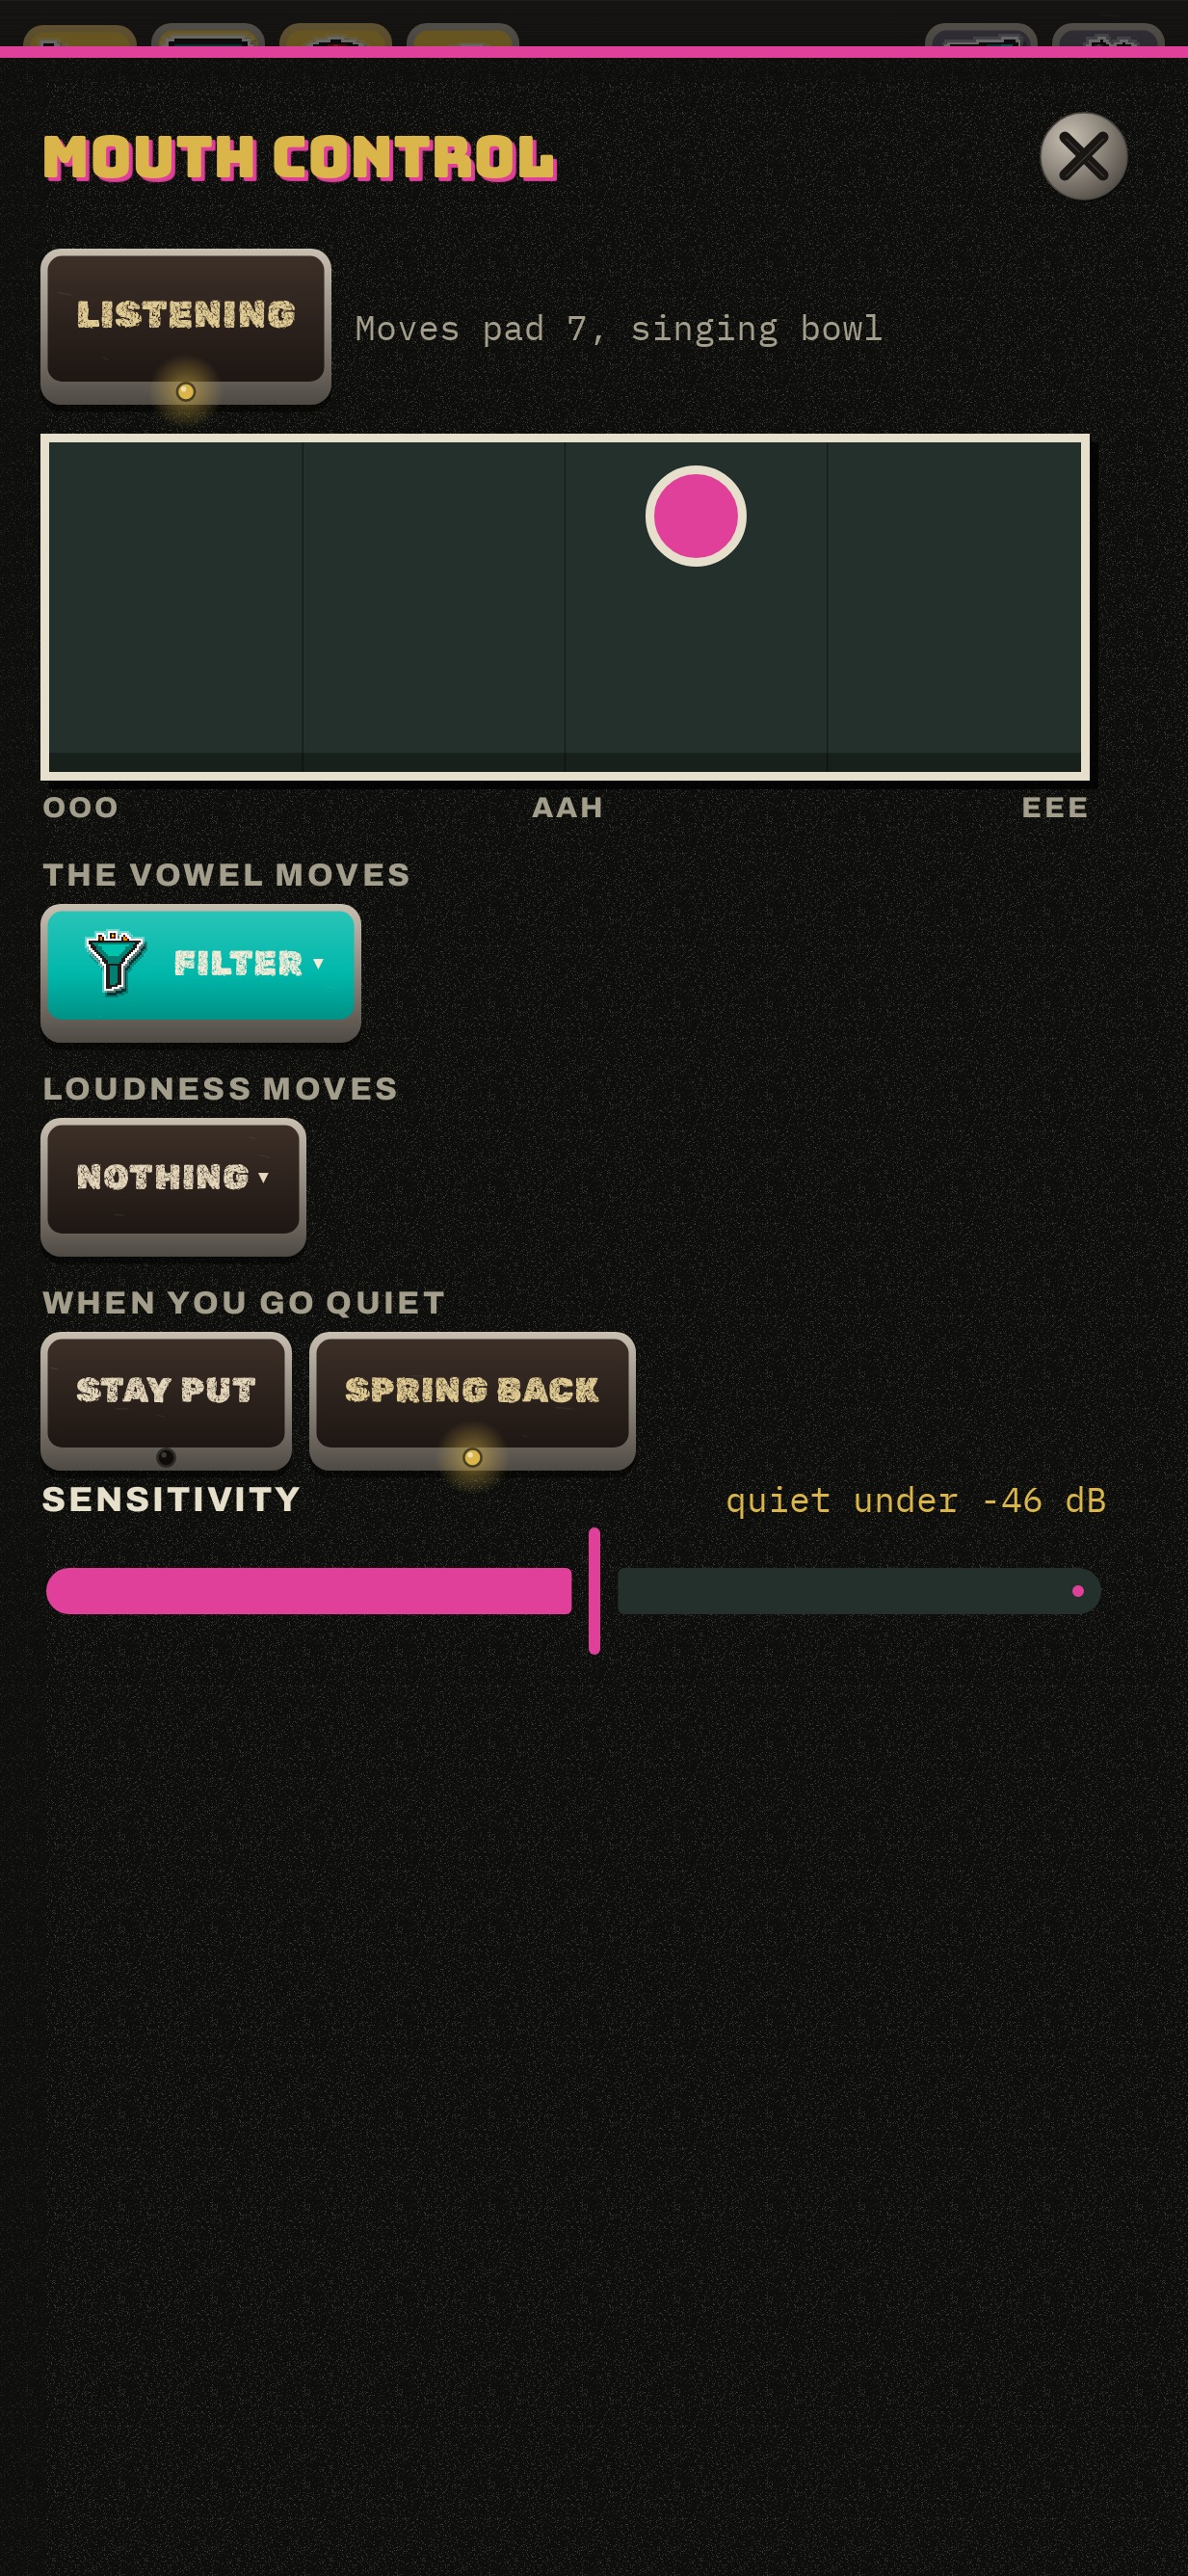 MOUTH CONTROL
LISTENING
Moves pad 7, singing bowl
OOO AAH EEE
THE VOWEL MOVES
FILTER
LOUDNESS MOVES
NOTHING
WHEN YOU GO QUIET
STAY PUT SPRING BACK
SENSITIVITY quiet under -46 dB